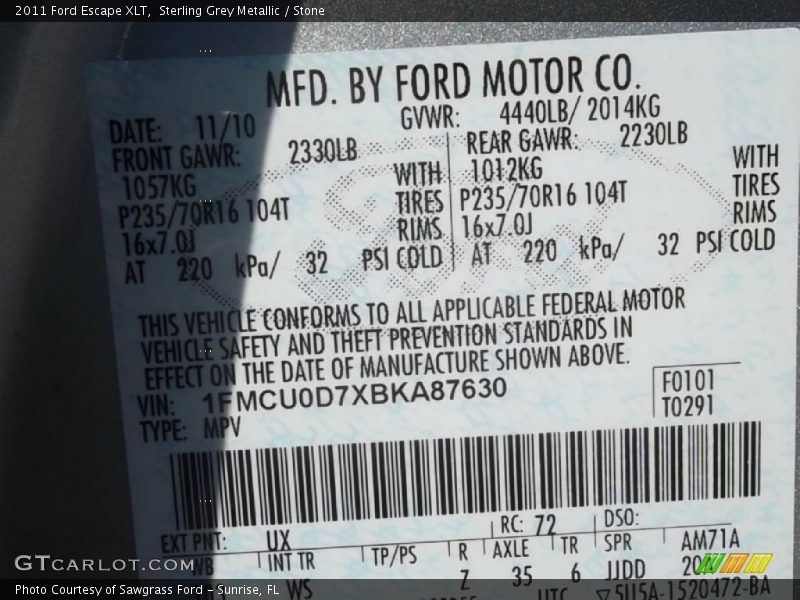 2011 Ford Escape XLT, Sterling Grey Metallic / Stone
MFD. BY FORD MOTOR CO.
DATE: 11/10 GVWR: 4440LB/ 2014KG
FRONT GAWR: 2330LB REAR GAWR: 2230LB
1057KG WITH 1012KG WITH
P235/70R16 104T TIRES P235/70R16 104T TIRES
16x7.0J RIMS 16x7.0J RIMS
AT 220 kPa/ 32 PSI COLD AT 220 kPa/ 32 PSI COLD
THIS VEHICLE CONFORMS TO ALL APPLICABLE FEDERAL MOTOR
VEHICLE SAFETY AND THEFT PREVENTION STANDARDS IN
EFFECT ON THE DATE OF MANUFACTURE SHOWN ABOVE.
VIN: 1FMCU0D7XBKA87630 F0101
TYPE: MPV T0291
EXT PNT: UX RC: 72 DSO:
WB INT TR TP/PS R AXLE TR SPR AM71A
WS Z 35 6 JJDD
UTC ▽5U5A-1520472-BA
GTCARLOT.COM
Photo Courtesy of Sawgrass Ford - Sunrise, FL